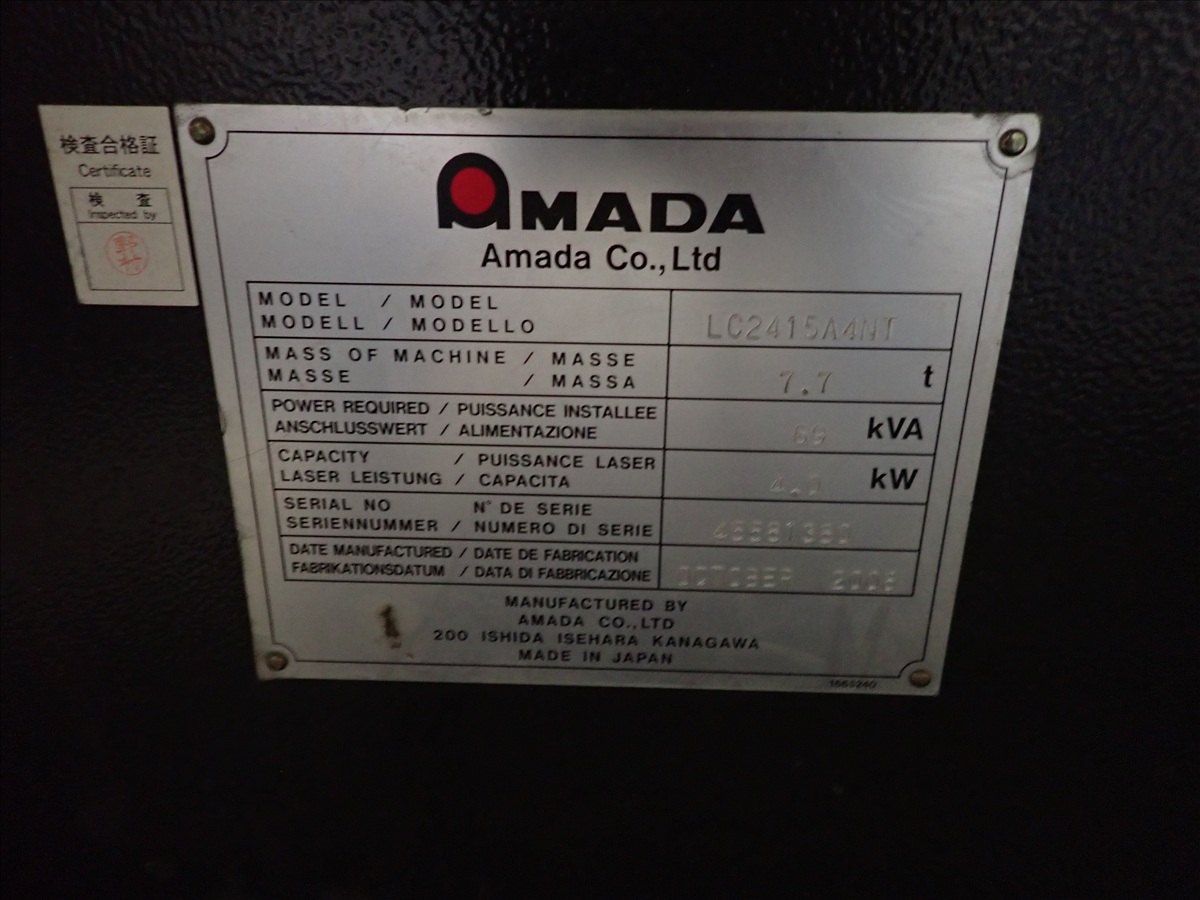 検査合格証
Certificate
検 査
Inspected by
AMADA
Amada Co., Ltd
MODEL / MODEL
MODELL / MODELLO
LC2415A4NT
MASS OF MACHINE / MASSE
MASSE / MASSA
7.7 t
POWER REQUIRED / PUISSANCE INSTALLEE
ANSCHLUSSWERT / ALIMENTAZIONE
kVA
CAPACITY / PUISSANCE LASER
LASER LEISTUNG / CAPACITA
4.0 kW
SERIAL NO N° DE SERIE
SERIENNUMMER / NUMERO DI SERIE
DATE MANUFACTURED / DATE DE FABRICATION
FABRIKATIONSDATUM / DATA DI FABBRICAZIONE
OCTOBER
MANUFACTURED BY
AMADA CO.,LTD
200 ISHIDA ISEHARA KANAGAWA
MADE IN JAPAN